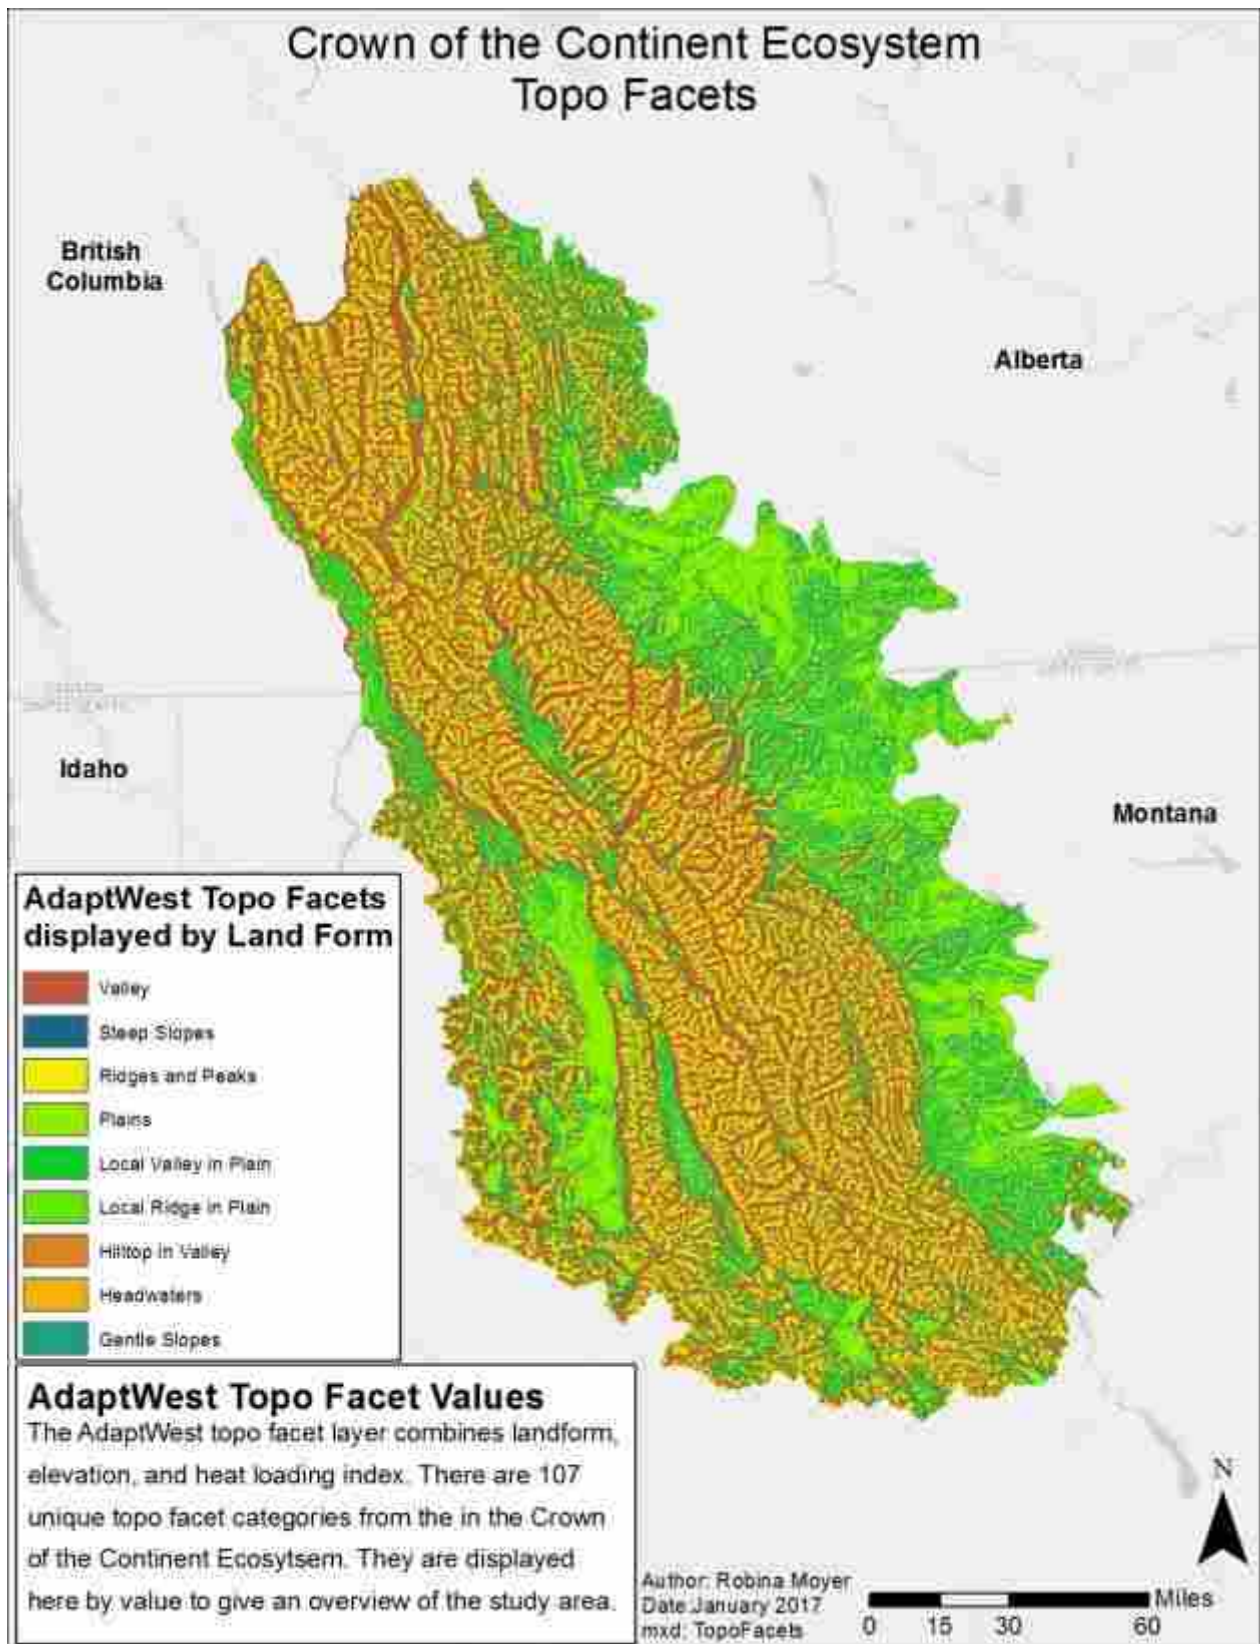 Crown of the Continent Ecosystem
Topo Facets
British
Columbia
Alberta
Idaho
Montana
AdaptWest Topo Facets
displayed by Land Form
Valley
Steep Slopes
Ridges and Peaks
Plains
Local Valley in Plain
Local Ridge in Plain
Hilltop in Valley
Headwaters
Gentle Slopes
AdaptWest Topo Facet Values
The AdaptWest topo facet layer combines landform,
elevation, and heat loading index. There are 107
unique topo facet categories from the in the Crown
of the Continent Ecosytsem. They are displayed
here by value to give an overview of the study area.
Author: Robina Moyer
Date:January 2017
mxd: TopoFacets
N
Miles
0 15 30 60